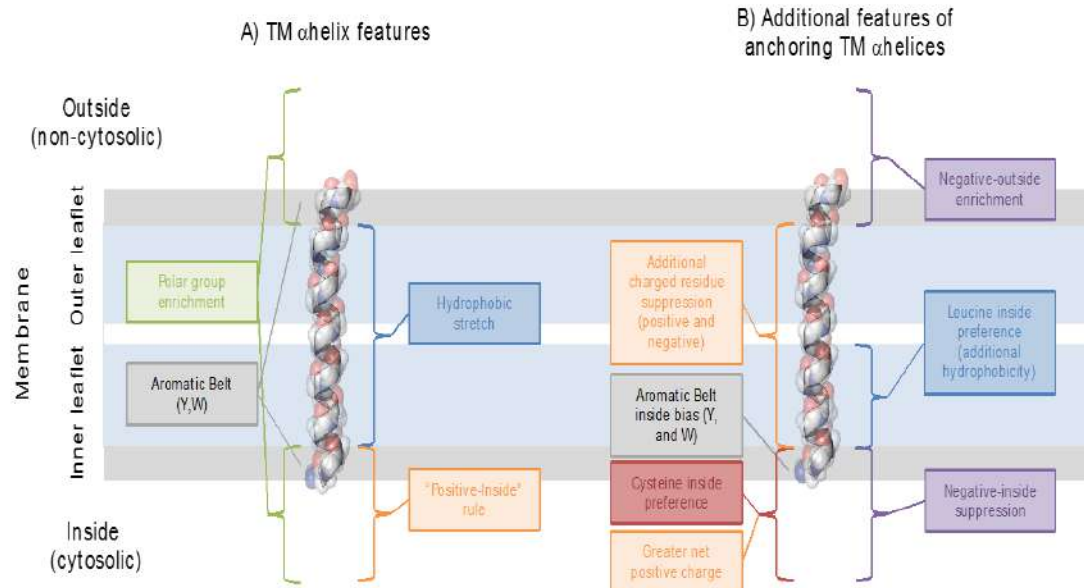 A) TM αhelix features
B) Additional features of
anchoring TM αhelices
Outside
(non-cytosolic)
Membrane
Outer leaflet
Inner leaflet
Inside
(cytosolic)
Polar group
enrichment
Aromatic Belt
(Y,W)
Hydrophobic
stretch
"Positive-Inside"
rule
Additional
charged residue
suppression
(positive and
negative)
Aromatic Belt
inside bias (Y,
and W)
Cysteine inside
preference
Greater net
positive charge
Negative-outside
enrichment
Leucine inside
preference
(additional
hydrophobicity)
Negative-inside
suppression